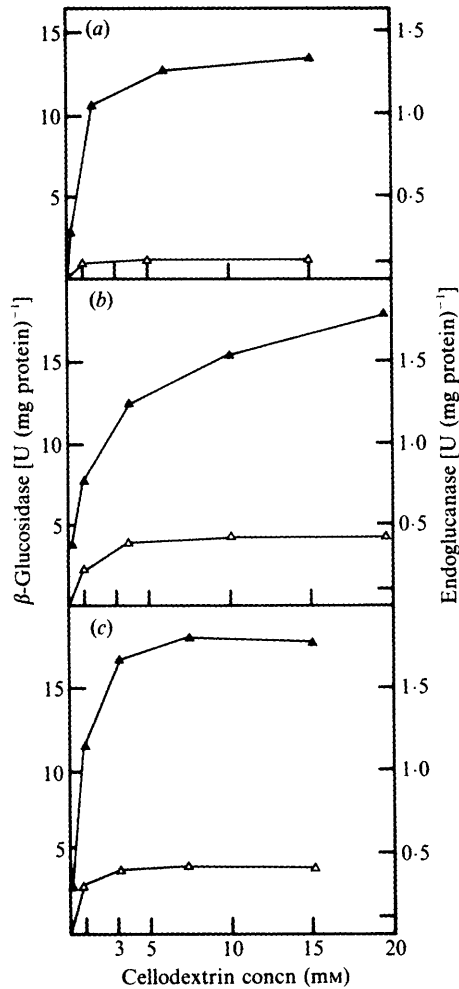 (a)
15
10
5
1·5
1·0
0·5
(b)
15
10
5
1·5
1·0
0·5
(c)
15
10
5
1·5
1·0
0·5
β-Glucosidase [U (mg protein)⁻¹]
Endoglucanase [U (mg protein)⁻¹]
3 5 10 15 20
Cellodextrin concn (mM)